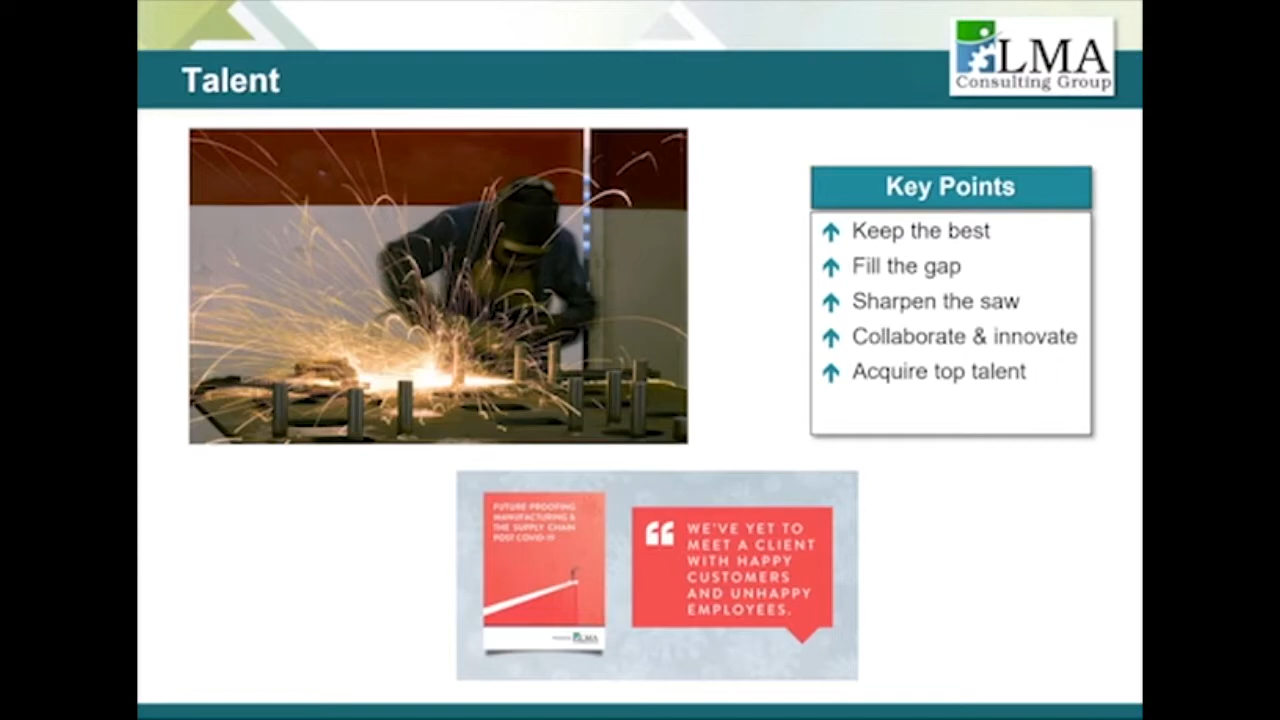 Talent
LMA
Consulting Group
Key Points
Keep the best
Fill the gap
Sharpen the saw
Collaborate & innovate
Acquire top talent
FUTURE PROOFING
MANUFACTURING &
THE SUPPLY CHAIN
POST COVID-19
LMA
“WE'VE YET TO
MEET A CLIENT
WITH HAPPY
CUSTOMERS
AND UNHAPPY
EMPLOYEES.